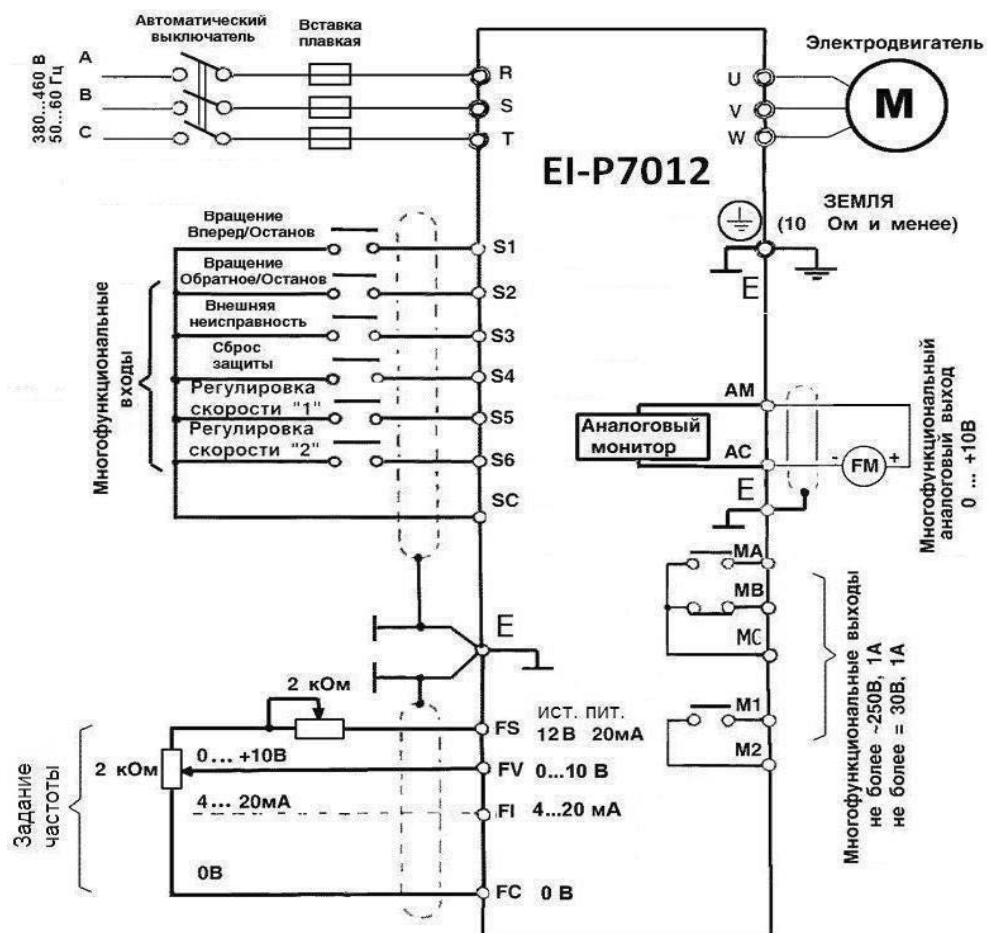 Автоматический
выключатель
Вставка
плавкая
380...460 В
50...60 Гц
A
B
C
R
S
T
EI-P7012
U
V
W
Электродвигатель
M
ЗЕМЛЯ
(10 Ом и менее)
E
Многофункциональные
входы
Вращение
Вперед/Останов
S1
Вращение
Обратное/Останов
S2
Внешняя
неисправность
S3
Сброс
защиты
S4
Регулировка
скорости "1"
S5
Регулировка
скорости "2"
S6
SC
E
Аналоговый
монитор
AM
AC
- FM +
E
Многофункциональный
аналоговый выход
0 ... +10В
MA
MB
MC
M1
M2
Многофункциональные выходы
не более ~250В, 1А
не более = 30В, 1А
Задание
частоты
2 кОм
2 кОм
FS
ИСТ. ПИТ.
12В 20мА
0... +10В
FV
0...10 В
4... 20мА
FI
4...20 мА
0В
FC
0 В